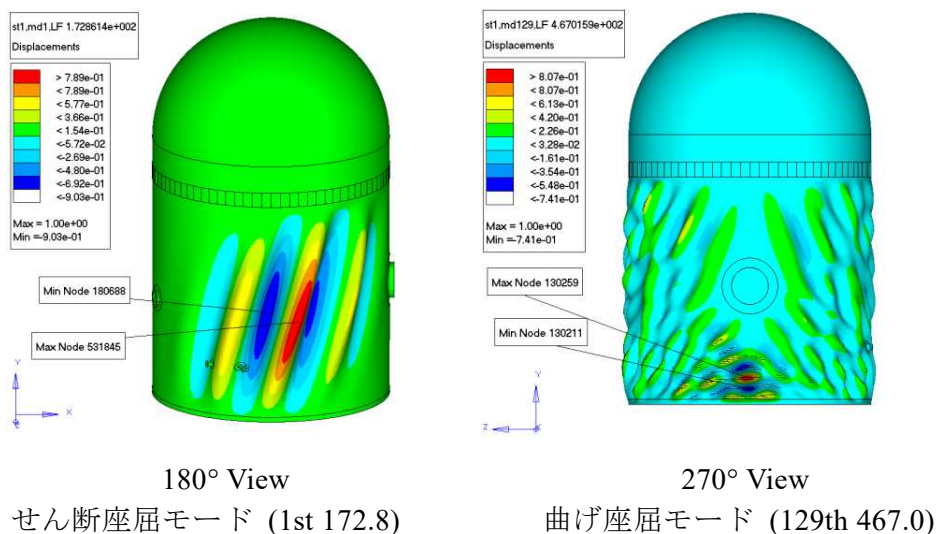 st1,md1,LF 1.728614e+002
Displacements
> 7.89e-01
< 7.89e-01
< 5.77e-01
< 3.66e-01
< 1.54e-01
<-5.72e-02
<-2.69e-01
<-4.80e-01
<-6.92e-01
<-9.03e-01
Max = 1.00e+00
Min =-9.03e-01
Min Node 180688
Max Node 531845
Y
X
st1,md129,LF 4.670159e+002
Displacements
> 8.07e-01
< 8.07e-01
< 6.13e-01
< 4.20e-01
< 2.26e-01
< 3.28e-02
<-1.61e-01
<-3.54e-01
<-5.48e-01
<-7.41e-01
Max = 1.00e+00
Min =-7.41e-01
Max Node 130259
Min Node 130211
Y
Z
180° View
せん断座屈モード (1st 172.8)
270° View
曲げ座屈モード (129th 467.0)